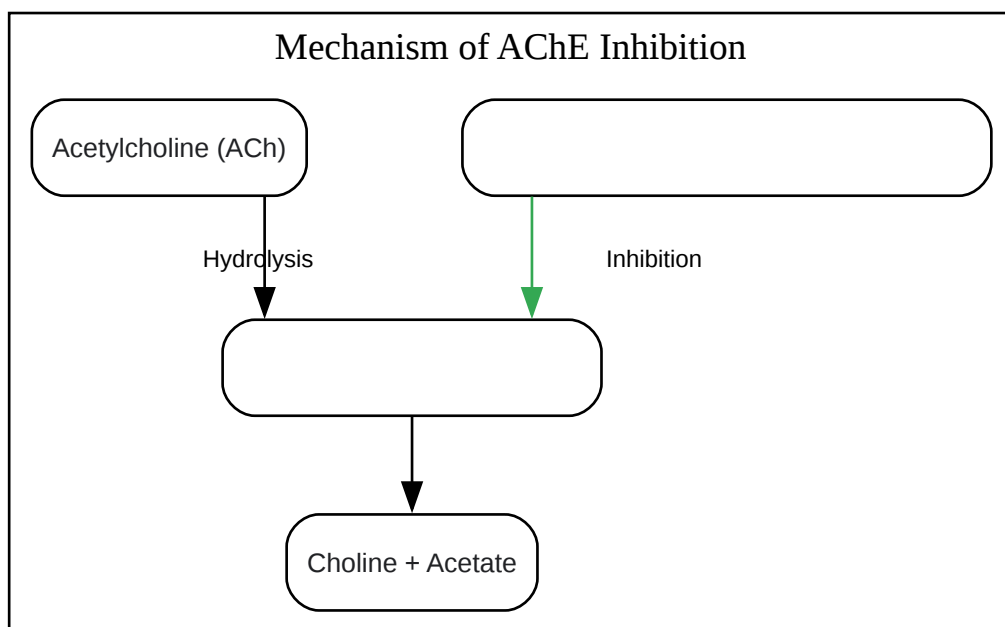 Mechanism of AChE Inhibition
Acetylcholine (ACh)
Hydrolysis
Inhibition
Choline + Acetate